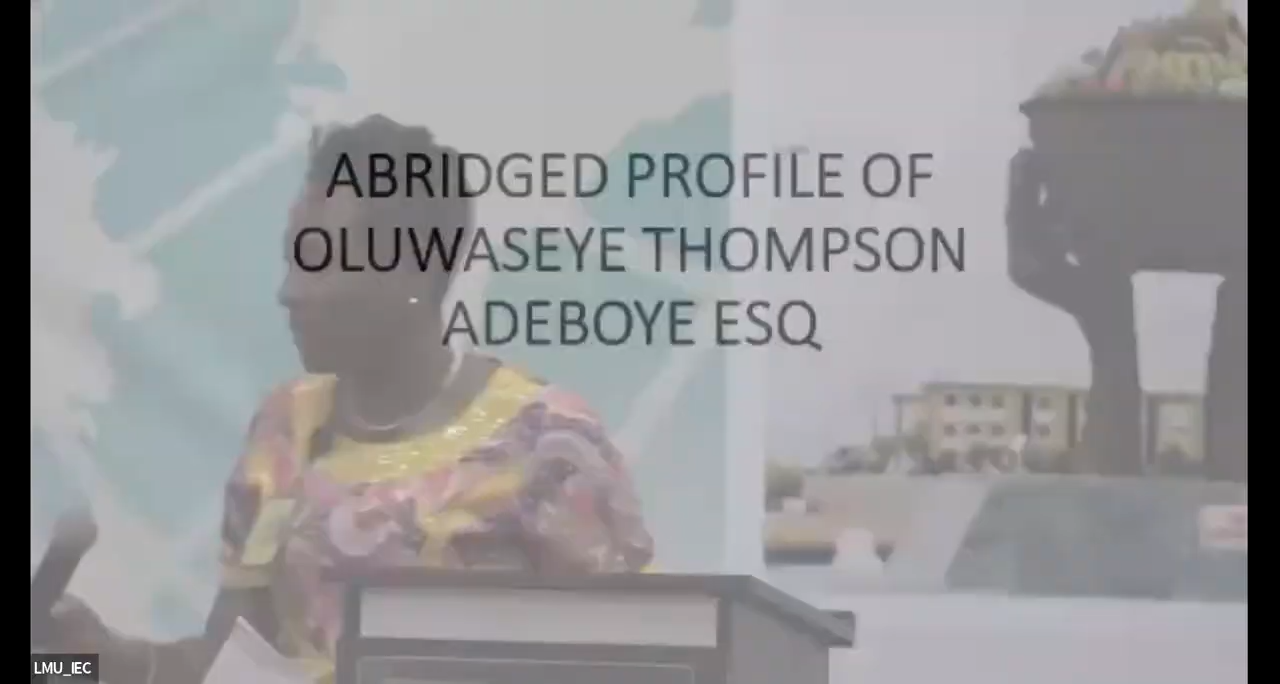 ABRIDGED PROFILE OF
OLUWASEYE THOMPSON
ADEBOYE ESQ
LMU_IEC